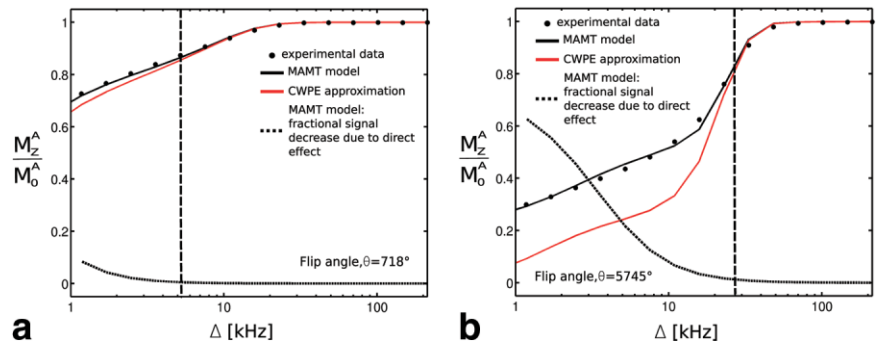 1
0.8
0.6
0.4
0.2
0
M_Z^A
M_0^A
experimental data
MAMT model
CWPE approximation
MAMT model:
fractional signal
decrease due to direct
effect
Flip angle,θ=718°
1
10
100
Δ [kHz]
a
1
0.8
0.6
0.4
0.2
0
M_Z^A
M_0^A
experimental data
MAMT model
CWPE approximation
MAMT model:
fractional signal
decrease due to direct
effect
Flip angle,θ=5745°
1
10
100
Δ [kHz]
b